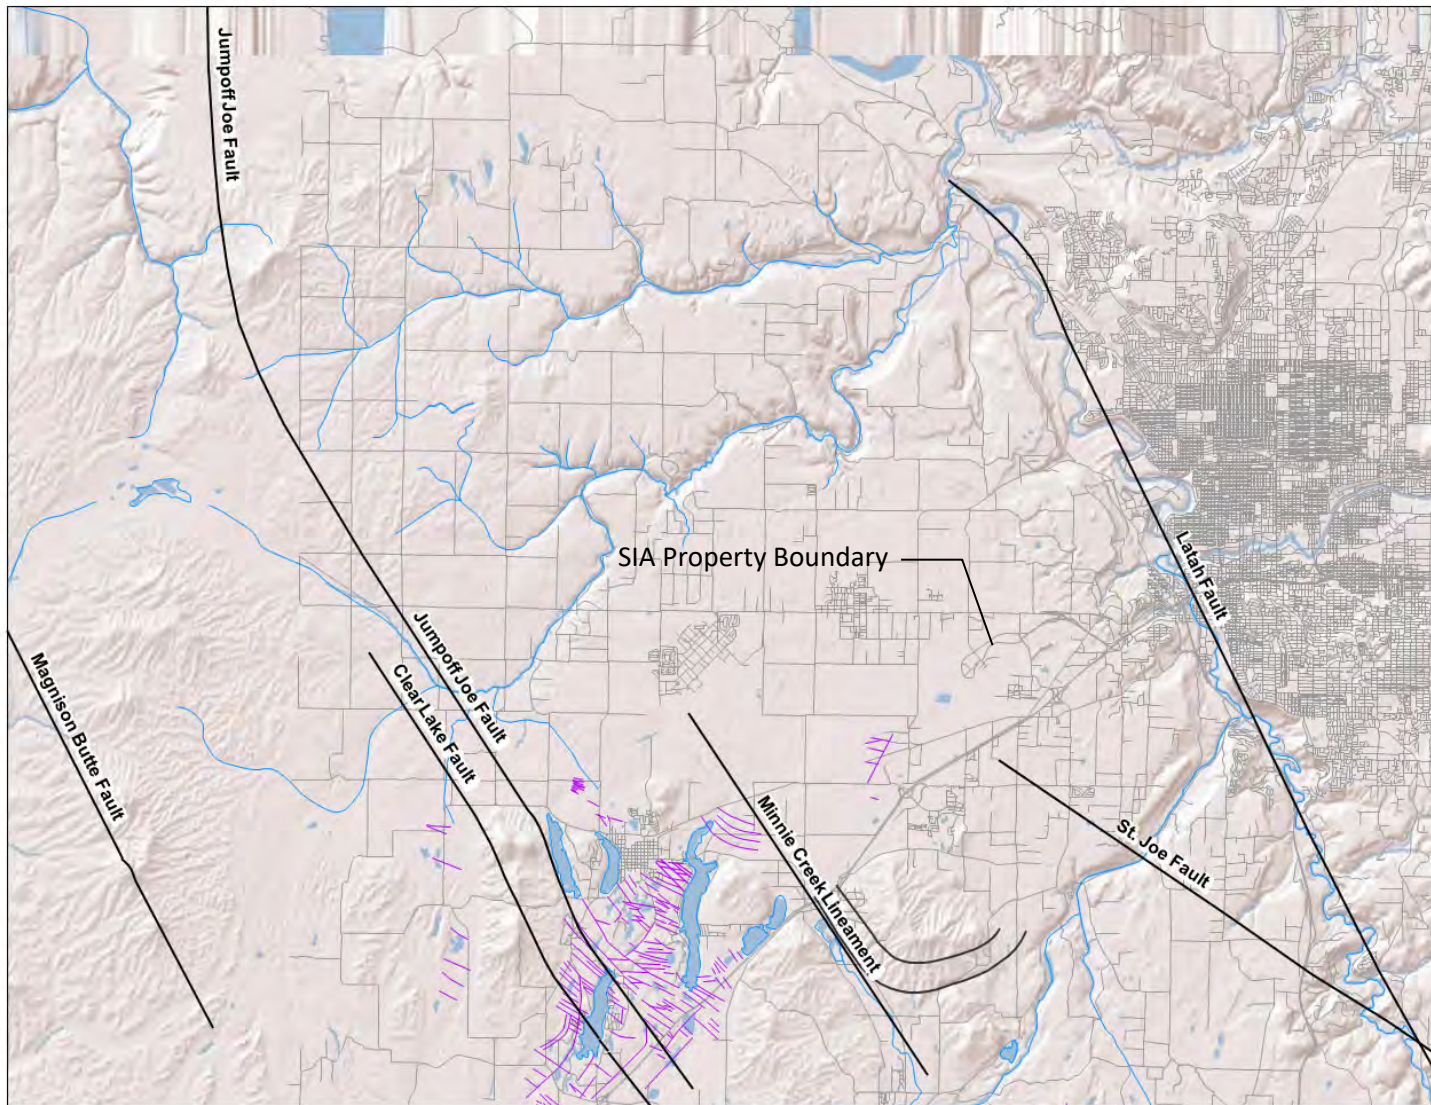 Jumpoff Joe Fault
SIA Property Boundary
Latah Fault
Jumpoff Joe Fault
Clear Lake Fault
Magnison Butte Fault
Minnie Creek Lineament
St. Joe Fault